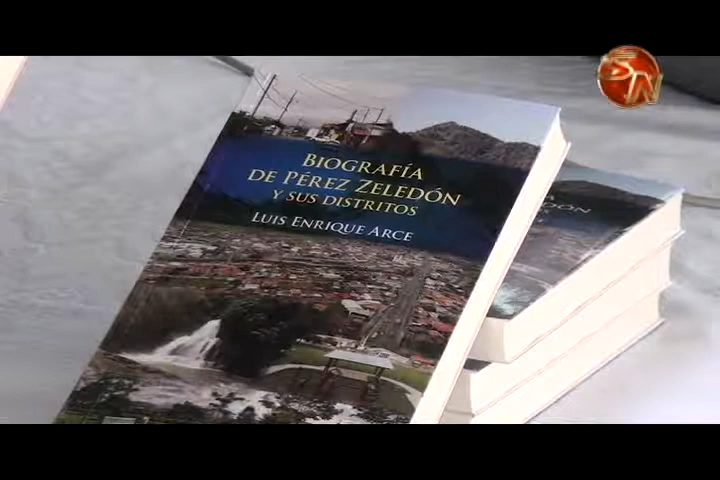 BIOGRAFÍA
DE PÉREZ ZELEDÓN
Y SUS DISTRITOS
LUIS ENRIQUE ARCE